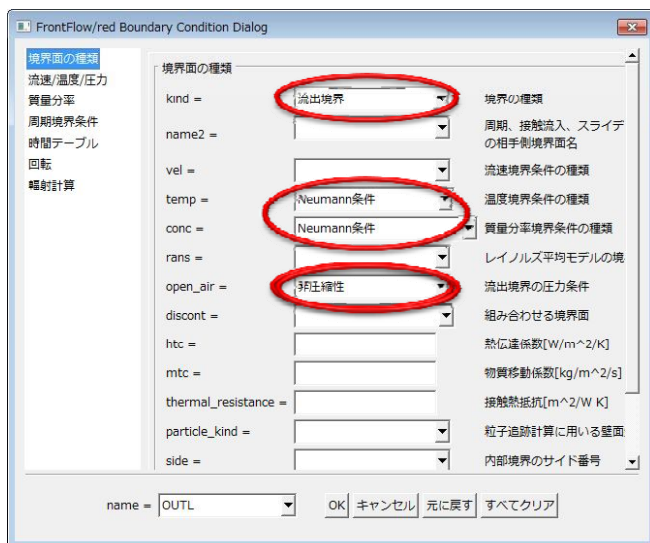 FrontFlow/red Boundary Condition Dialog
境界面の種類
流速/温度/圧力
質量分率
周期境界条件
時間テーブル
回転
輻射計算
境界面の種類
kind = 流出境界 境界の種類
name2 = 周期、接触流入、スライデ
の相手側境界面名
vel = 流速境界条件の種類
temp = Neumann条件 温度境界条件の種類
conc = Neumann条件 質量分率境界条件の種類
rans = レイノルズ平均モデルの境
open_air = 非圧縮性 流出境界の圧力条件
discont = 組み合わせる境界面
htc = 熱伝達係数[W/m^2/K]
mtc = 物質移動係数[kg/m^2/s]
thermal_resistance = 接触熱抵抗[m^2/W K]
particle_kind = 粒子追跡計算に用いる壁面
side = 内部境界のサイド番号
name = OUTL OK キャンセル 元に戻す すべてクリア